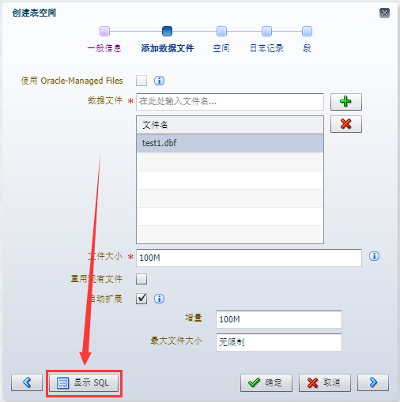 创建表空间
一般信息 添加数据文件 空间 日志记录 段
使用 Oracle-Managed Files
数据文件 * 在此处输入文件名...
文件名
test1.dbf
文件大小 * 100M
重用现有文件
自动扩展
增量 100M
最大文件大小 无限制
显示 SQL 确定 取消